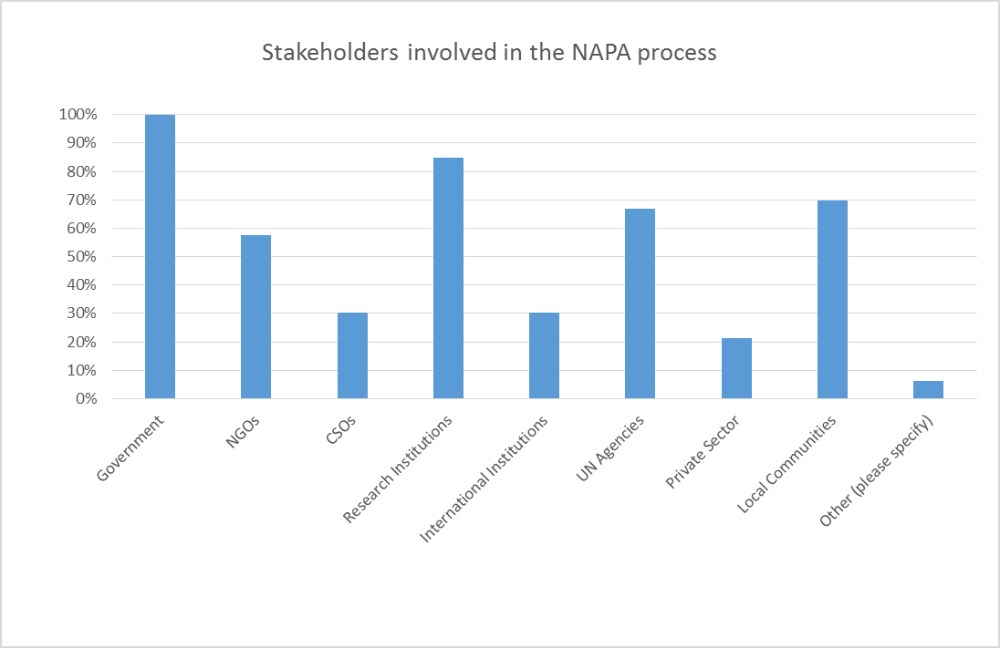 Stakeholders involved in the NAPA process
100%
90%
80%
70%
60%
50%
40%
30%
20%
10%
0%
Government
NGOs
CSOs
Research Institutions
International Institutions
UN Agencies
Private Sector
Local Communities
Other (please specify)